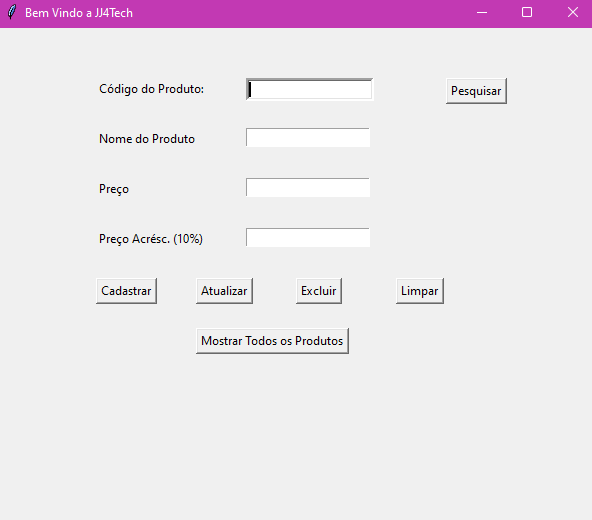 Bem Vindo a JJ4Tech
Código do Produto:
Pesquisar
Nome do Produto
Preço
Preço Acrésc. (10%)
Cadastrar Atualizar Excluir Limpar
Mostrar Todos os Produtos